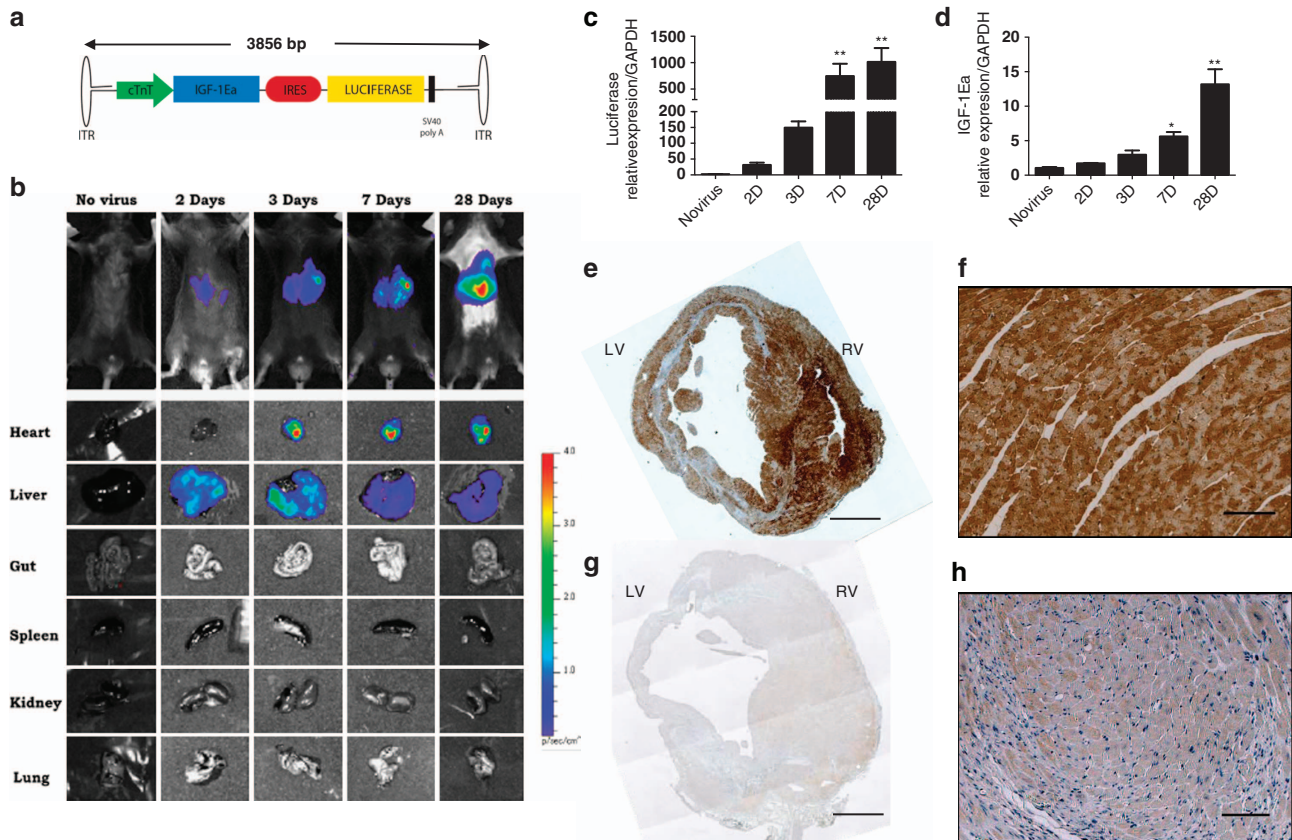 a
3856 bp
cTnT
IGF-1Ea
IRES
LUCIFERASE
SV40
poly A
ITR
ITR
b
No virus 2 Days 3 Days 7 Days 28 Days
Heart
Liver
Gut
Spleen
Kidney
Lung
4.0
3.0
2.0
1.0
p/sec/cm²
c
Luciferase
relativeexpresion/GAPDH
1500
1000
500
150
100
50
0
** **
Novirus 2D 3D 7D 28D
d
IGF-1Ea
relative expresion/GAPDH
20
15
10
5
0
* **
Novirus 2D 3D 7D 28D
e
LV RV
f
g
LV RV
h